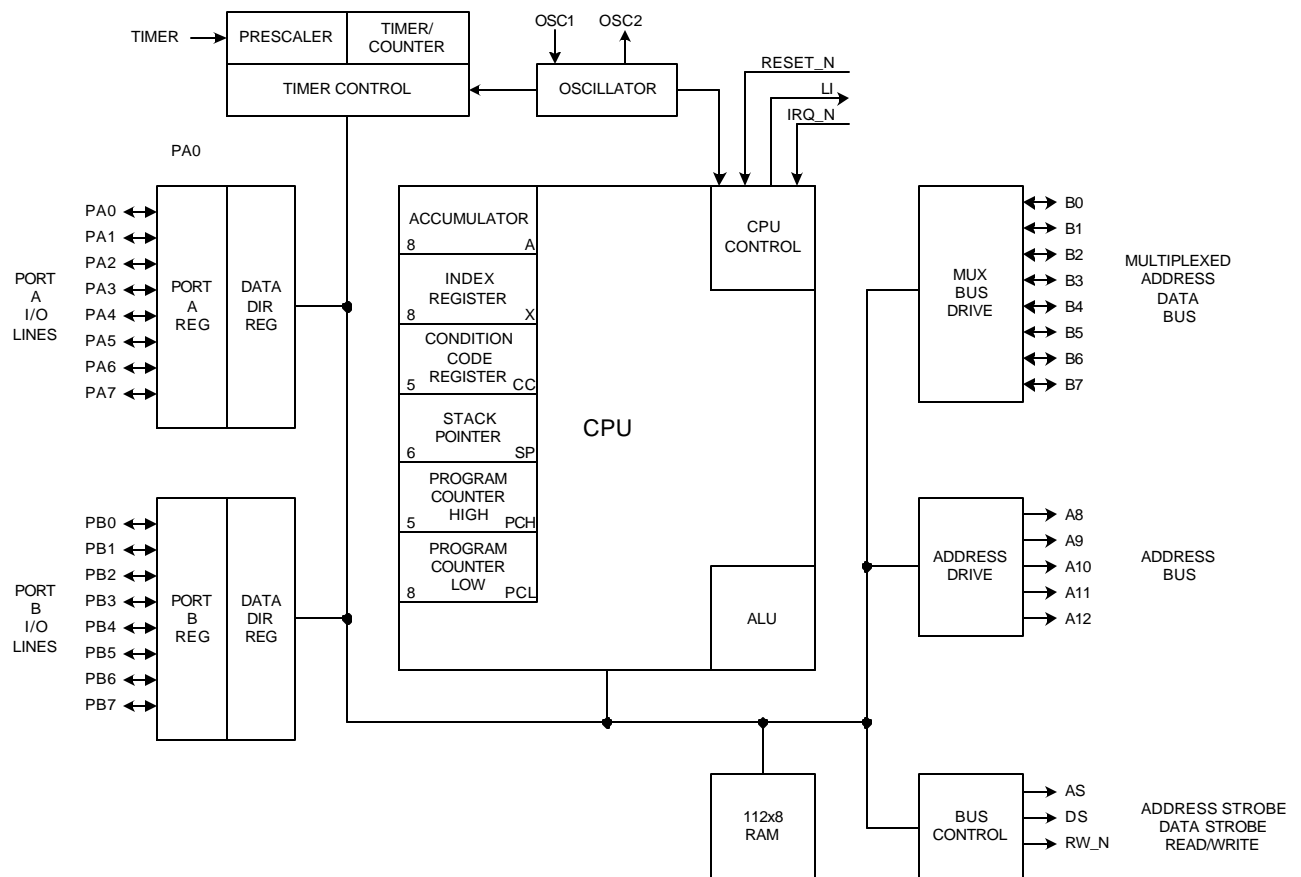 TIMER
PRESCALER
TIMER/
COUNTER
TIMER CONTROL
OSC1
OSC2
OSCILLATOR
RESET_N
LI
IRQ_N
PA0
PORT
A
I/O
LINES
PA0
PA1
PA2
PA3
PA4
PA5
PA6
PA7
PORT
A
REG
DATA
DIR
REG
PORT
B
I/O
LINES
PB0
PB1
PB2
PB3
PB4
PB5
PB6
PB7
PORT
B
REG
DATA
DIR
REG
ACCUMULATOR
8 A
INDEX
REGISTER
8 X
CONDITION
CODE
REGISTER
5 CC
STACK
POINTER
6 SP
PROGRAM
COUNTER
HIGH
5 PCH
PROGRAM
COUNTER
LOW
8 PCL
CPU
CPU
CONTROL
ALU
112x8
RAM
MUX
BUS
DRIVE
B0
B1
B2
B3
B4
B5
B6
B7
MULTIPLEXED
ADDRESS
DATA
BUS
ADDRESS
DRIVE
A8
A9
A10
A11
A12
ADDRESS
BUS
BUS
CONTROL
AS
DS
RW_N
ADDRESS STROBE
DATA STROBE
READ/WRITE